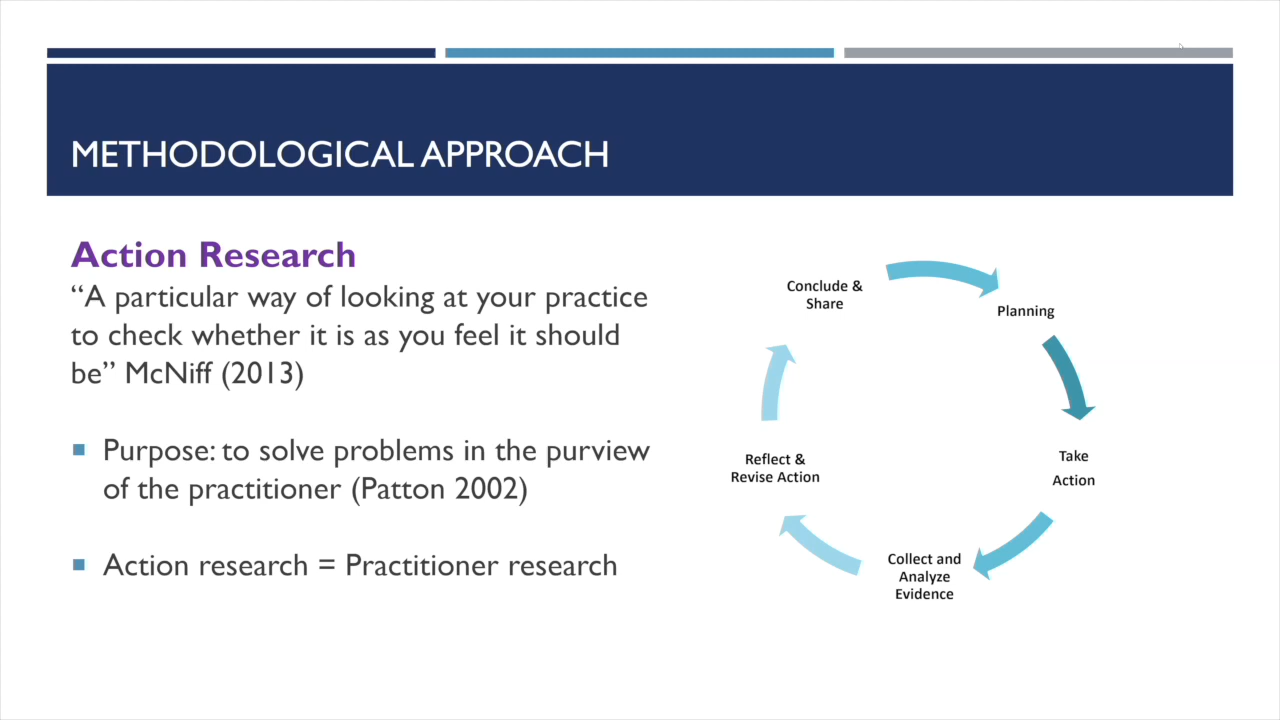 METHODOLOGICAL APPROACH
Action Research
“A particular way of looking at your practice
to check whether it is as you feel it should
be” McNiff (2013)
Purpose: to solve problems in the purview
of the practitioner (Patton 2002)
Action research = Practitioner research
Conclude &
Share
Planning
Take
Action
Collect and
Analyze
Evidence
Reflect &
Revise Action